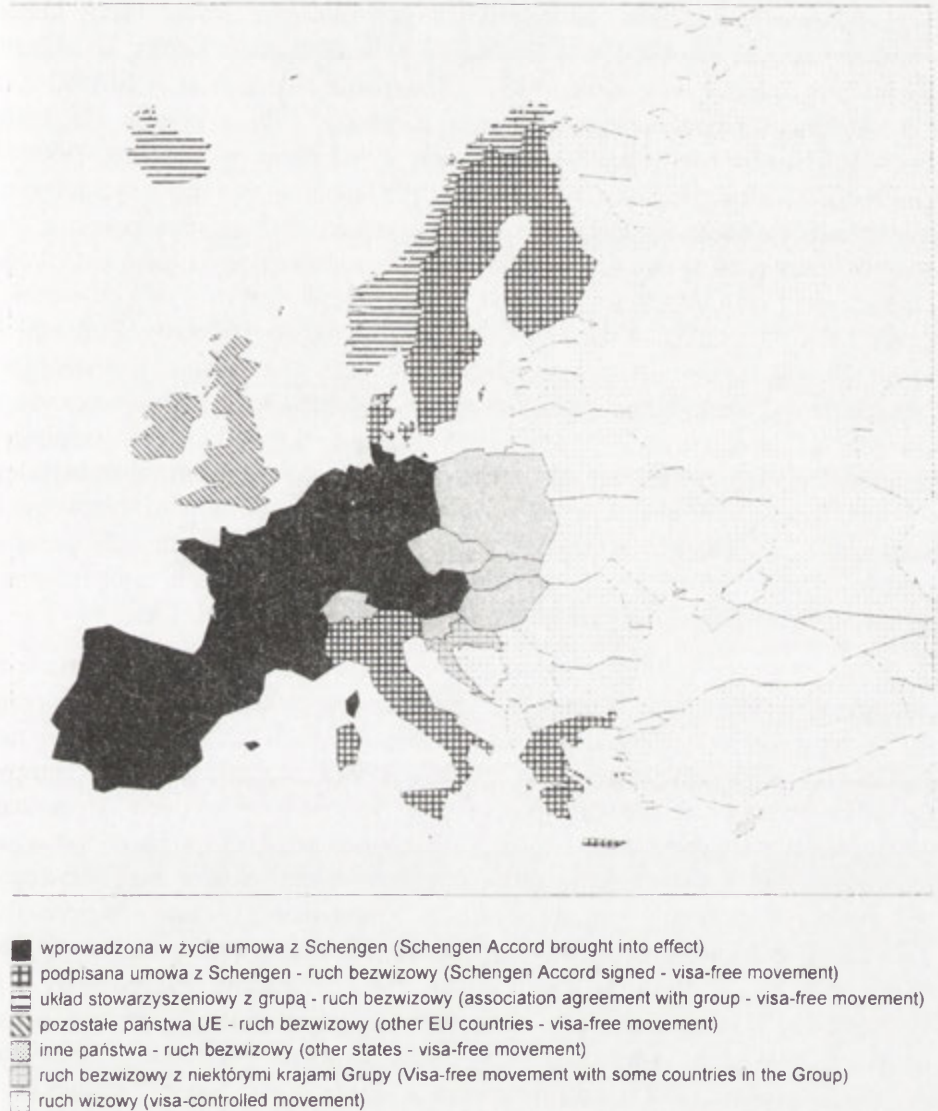 wprowadzona w życie umowa z Schengen (Schengen Accord brought into effect)
podpisana umowa z Schengen - ruch bezwizowy (Schengen Accord signed - visa-free movement)
układ stowarzyszeniowy z grupą - ruch bezwizowy (association agreement with group - visa-free movement)
pozostałe państwa UE - ruch bezwizowy (other EU countries - visa-free movement)
inne państwa - ruch bezwizowy (other states - visa-free movement)
ruch bezwizowy z niektórymi krajami Grupy (Visa-free movement with some countries in the Group)
ruch wizowy (visa-controlled movement)